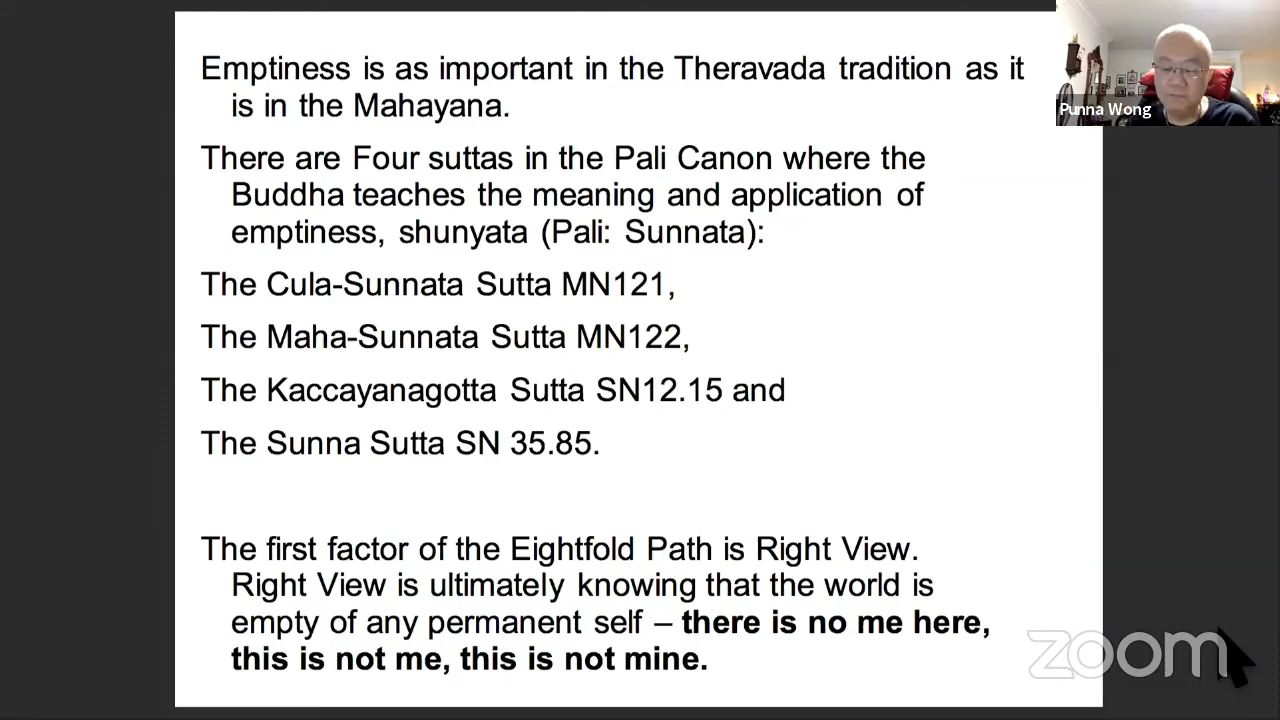 Emptiness is as important in the Theravada tradition as it
is in the Mahayana.
There are Four suttas in the Pali Canon where the
Buddha teaches the meaning and application of
emptiness, shunyata (Pali: Sunnata):
The Cula-Sunnata Sutta MN121,
The Maha-Sunnata Sutta MN122,
The Kaccayanagotta Sutta SN12.15 and
The Sunna Sutta SN 35.85.
The first factor of the Eightfold Path is Right View.
Right View is ultimately knowing that the world is
empty of any permanent self – there is no me here,
this is not me, this is not mine.
Punna Wong
zoom